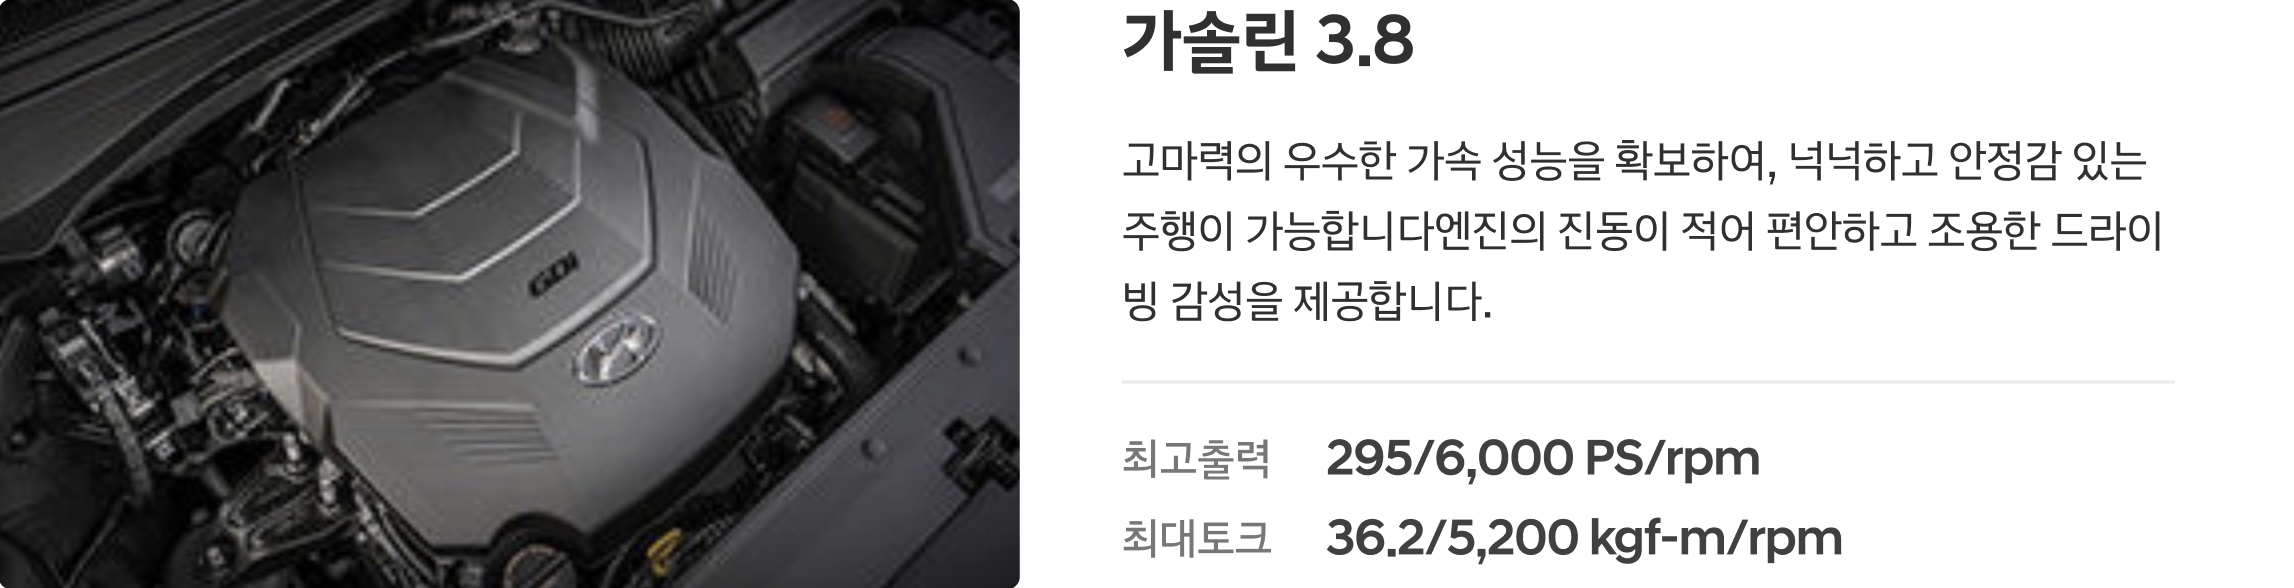 가솔린 3.8
고마력의 우수한 가속 성능을 확보하여, 넉넉하고 안정감 있는
주행이 가능합니다엔진의 진동이 적어 편안하고 조용한 드라이
빙 감성을 제공합니다.
최고출력 295/6,000 PS/rpm
최대토크 36.2/5,200 kgf-m/rpm
GDi